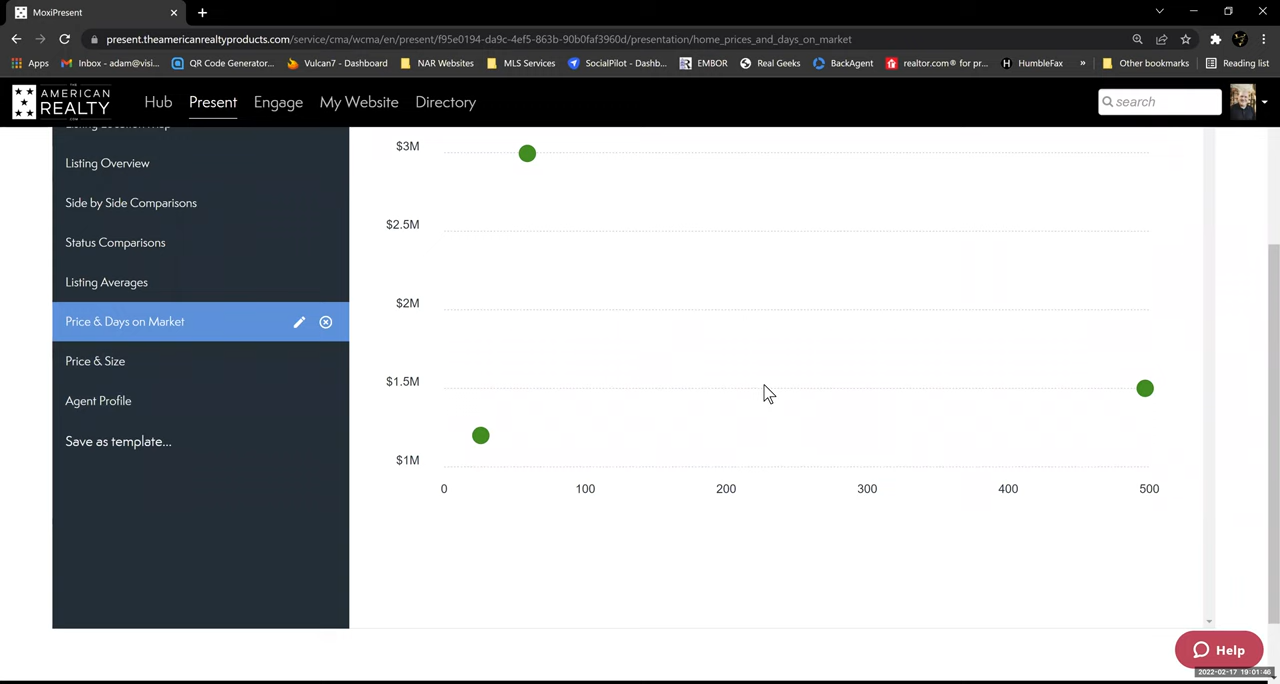 MoxiPresent
present.theamericanrealtyproducts.com/service/cma/wcma/en/present/f95e0194-da9c-4ef5-863b-90b0faf3960d/presentation/home_prices_and_days_on_market
Apps
Inbox - adam@visi...
QR Code Generator...
Vulcan7 - Dashboard
NAR Websites
MLS Services
SocialPilot - Dashb...
EMBOR
Real Geeks
BackAgent
realtor.com® for pr...
HumbleFax
»
Other bookmarks
Reading list
THE
AMERICAN
REALTY
.COM
Hub
Present
Engage
My Website
Directory
search
Listing Location Map
Listing Overview
Side by Side Comparisons
Status Comparisons
Listing Averages
Price & Days on Market
Price & Size
Agent Profile
Save as template...
$3M
$2.5M
$2M
$1.5M
$1M
0 100 200 300 400 500
Help
2022-02-17 19:01:46